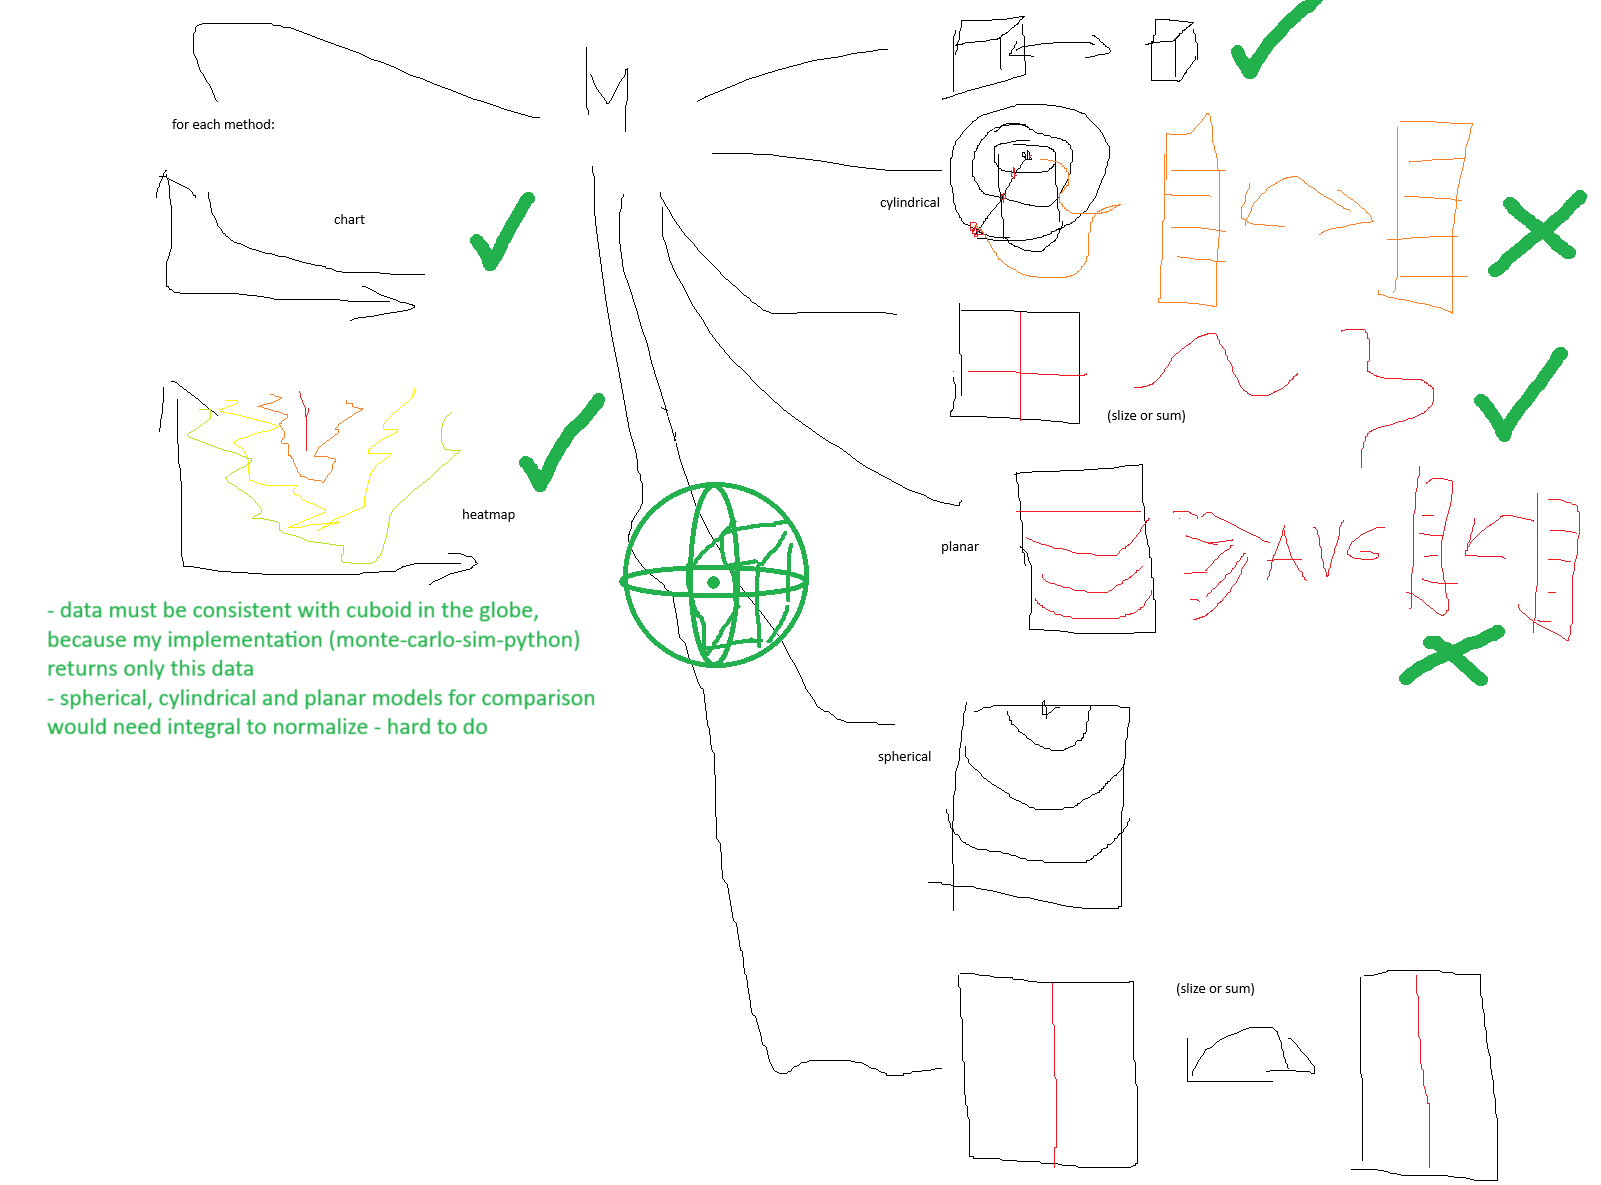 M
for each method:
chart
cylindrical
(slize or sum)
heatmap
planar
AVG
- data must be consistent with cuboid in the globe,
because my implementation (monte-carlo-sim-python)
returns only this data
- spherical, cylindrical and planar models for comparison
would need integral to normalize - hard to do
spherical
(slize or sum)